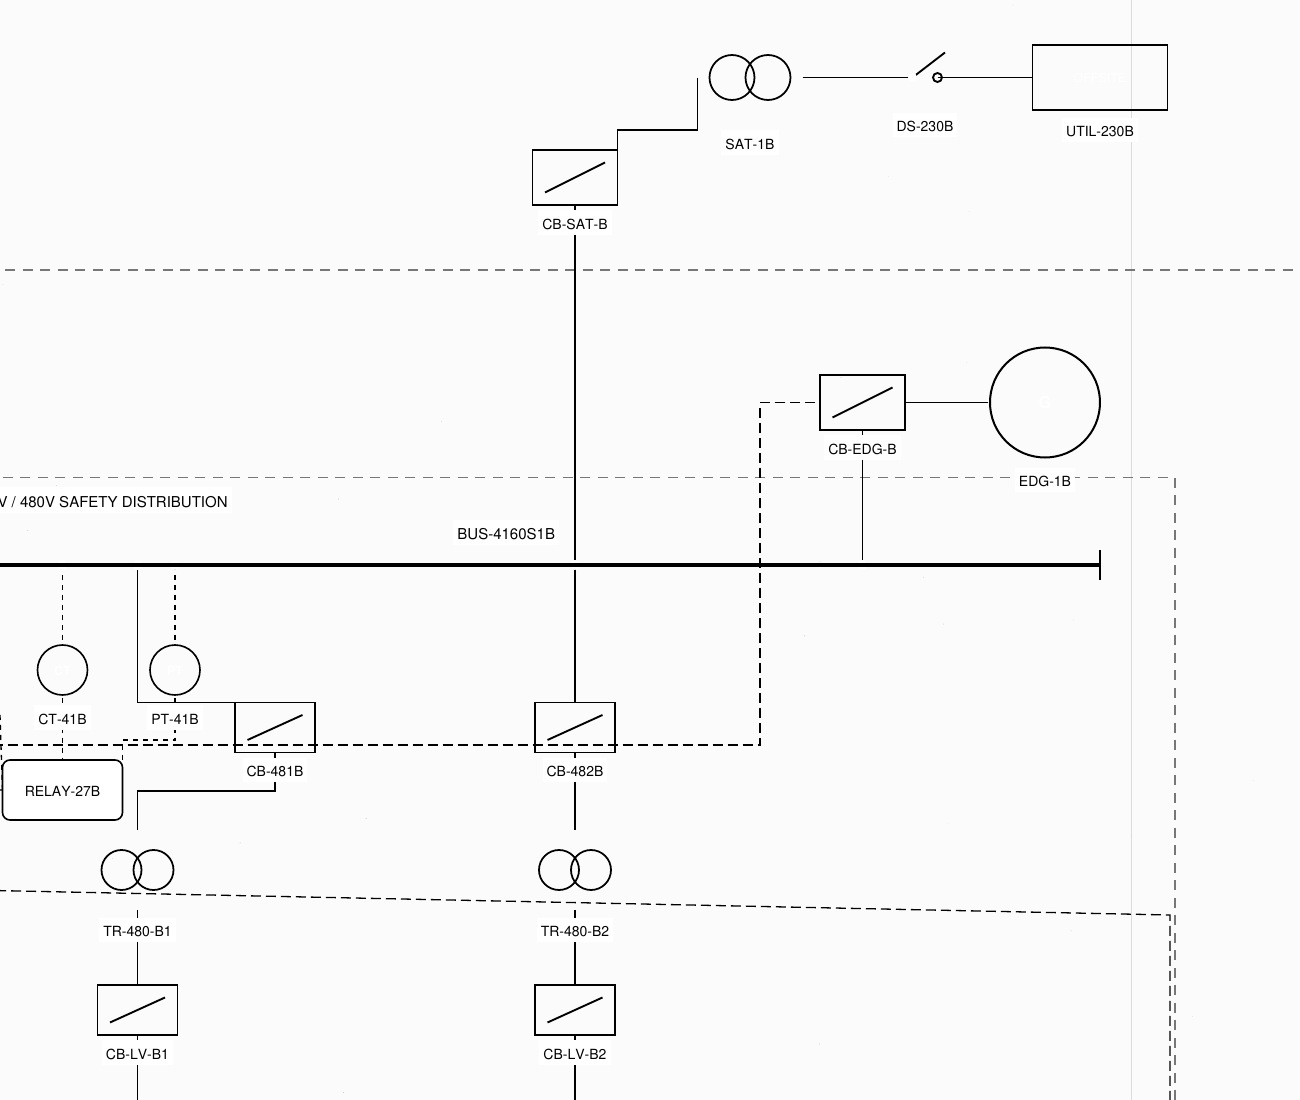 DS-230B
UTIL-230B
SAT-1B
CB-SAT-B
CB-EDG-B
EDG-1B
V / 480V SAFETY DISTRIBUTION
BUS-4160S1B
CT-41B
PT-41B
CB-481B
CB-482B
RELAY-27B
TR-480-B1
TR-480-B2
CB-LV-B1
CB-LV-B2